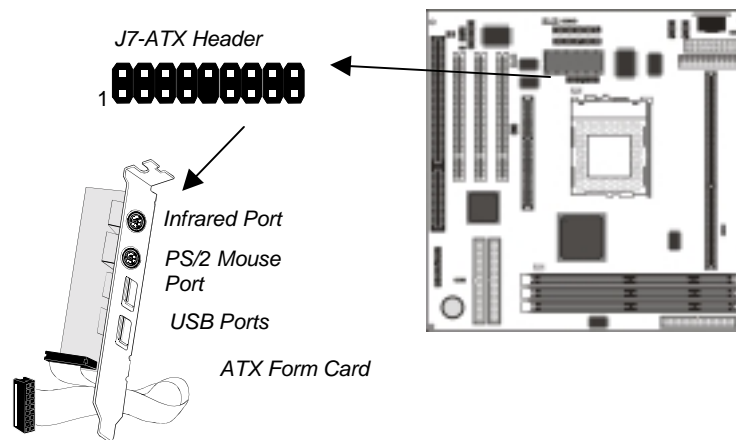 J7-ATX Header
1
Infrared Port
PS/2 Mouse
Port
USB Ports
ATX Form Card